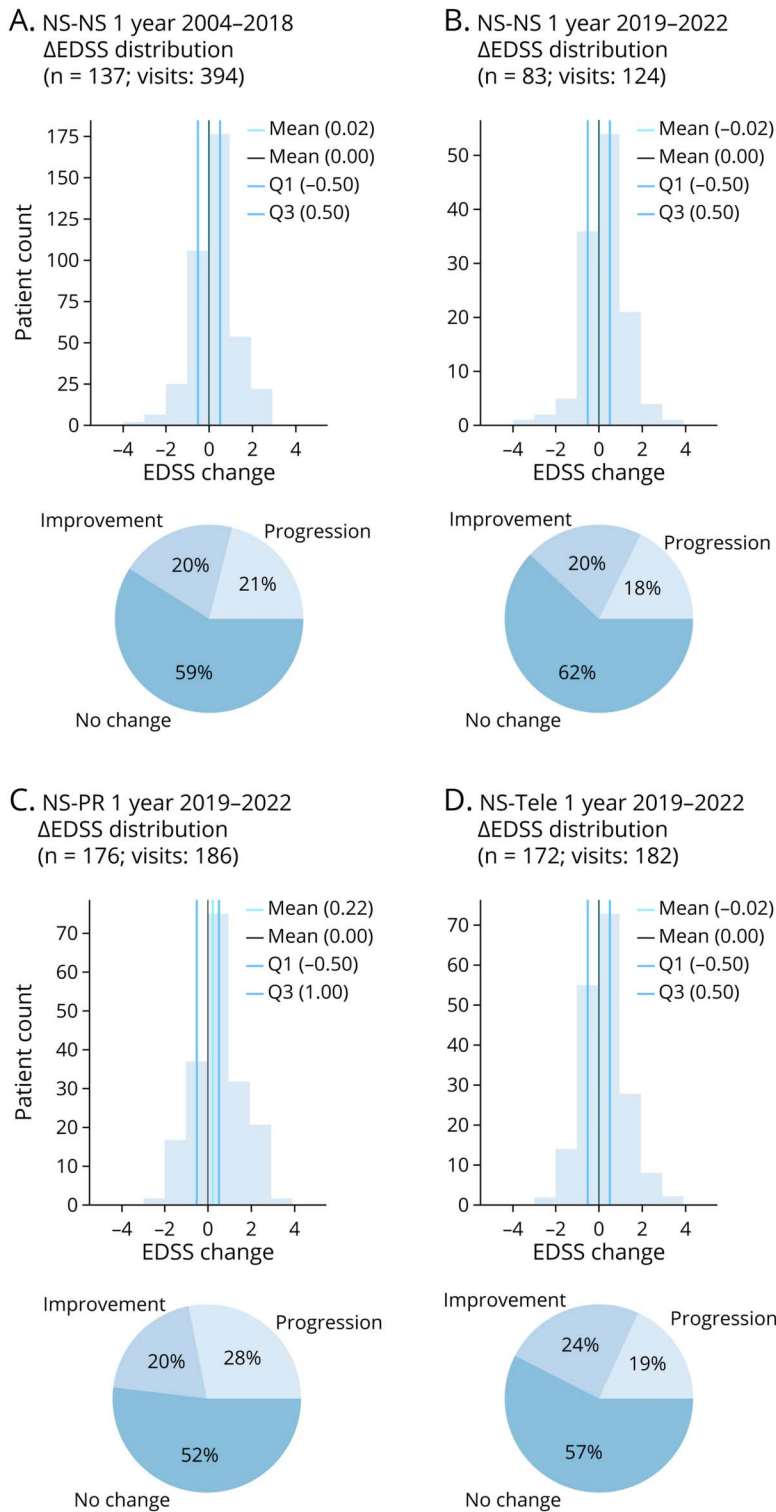 A. NS-NS 1 year 2004–2018
ΔEDSS distribution
(n = 137; visits: 394)
Patient count
175
150
125
100
75
50
25
0
Mean (0.02)
Mean (0.00)
Q1 (–0.50)
Q3 (0.50)
–4 –2 0 2 4
EDSS change
Improvement
Progression
20%
21%
59%
No change
B. NS-NS 1 year 2019–2022
ΔEDSS distribution
(n = 83; visits: 124)
50
40
30
20
10
0
Mean (–0.02)
Mean (0.00)
Q1 (–0.50)
Q3 (0.50)
–4 –2 0 2 4
EDSS change
Improvement
Progression
20%
18%
62%
No change
C. NS-PR 1 year 2019–2022
ΔEDSS distribution
(n = 176; visits: 186)
Patient count
70
60
50
40
30
20
10
0
Mean (0.22)
Mean (0.00)
Q1 (–0.50)
Q3 (1.00)
–4 –2 0 2 4
EDSS change
Improvement
Progression
20%
28%
52%
No change
D. NS-Tele 1 year 2019–2022
ΔEDSS distribution
(n = 172; visits: 182)
70
60
50
40
30
20
10
0
Mean (–0.02)
Mean (0.00)
Q1 (–0.50)
Q3 (0.50)
–4 –2 0 2 4
EDSS change
Improvement
Progression
24%
19%
57%
No change